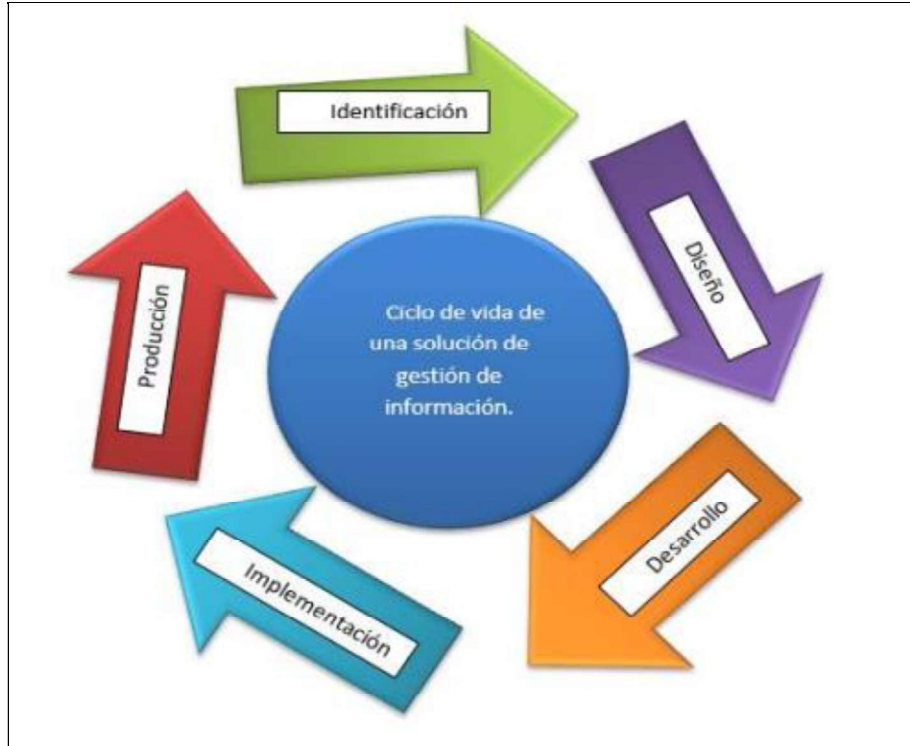 Identificación
Diseño
Desarrollo
Implementación
Producción
Ciclo de vida de
una solución de
gestión de
información.